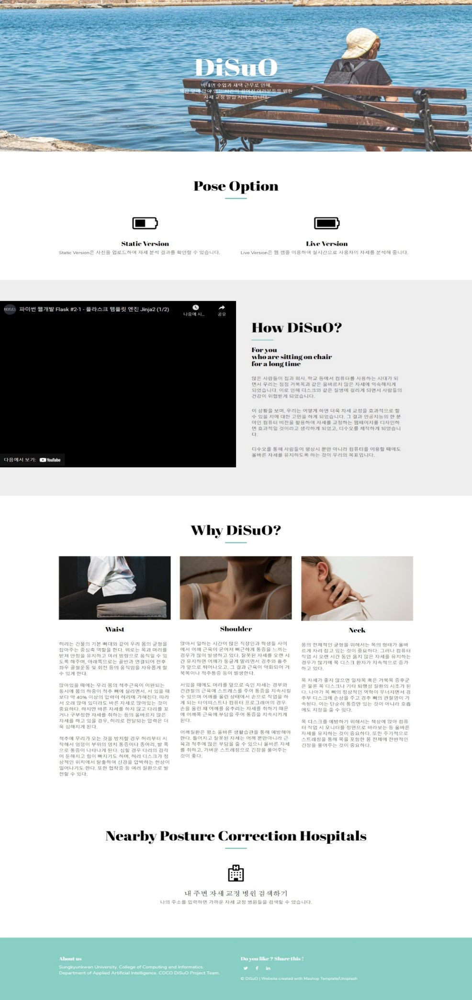 DiSuO
비대면 수업과 재택 근무로 인해,
책상 앞에 앉아 있는 시간이 길어진 여러분들을 위한
자세 교정 알림 서비스입니다.
Pose Option
Static Version
Static Version은 사진을 업로드하여 자세 분석 결과를 확인할 수 있습니다.
Live Version
Live Version은 웹 캠을 이용하여 실시간으로 사용자의 자세를 분석해 줍니다.
파이썬 웹개발 Flask #2-1 - 플라스크 템플릿 엔진 Jinja2 (1/2)
나중에 시...
공유
다음에서 보기: YouTube
How DiSuO?
For you
who are sitting on chair
for a long time
많은 사람들이 집과 회사, 학교 등에서 컴퓨터를 사용하는 시대가 되
면서 우리는 점점 거북목과 같은 올바르지 않은 자세에 익숙해지게
되었습니다. 이로 인해 디스크와 같은 질병에 걸리게 되면서 사람들의
건강이 위협받게 되었습니다.
이 상황을 보며, 우리는 어떻게 하면 더욱 자세 교정을 효과적으로 할
수 있을 지에 대한 고민을 하게 되었습니다. 그 결과 인공지능의 한 분
야인 컴퓨터 비전을 활용하여 자세를 교정하는 웹페이지를 디자인하
면 효과적일 것이라고 생각하게 되었고, 디수오를 제작하게 되었습니
다.
디수오를 통해 사람들이 평상시 뿐만 아니라 컴퓨터를 이용할 때에도
올바른 자세를 유지하도록 하는 것이 우리의 목표입니다.
Why DiSuO?
Waist
허리는 건물의 기본 뼈대와 같이 우리 몸의 균형을
잡아주는 중심축 역할을 한다. 위로는 목과 머리를
받쳐 안정을 유지하고 여러 방향으로 움직일 수 있
도록 해주며, 아래쪽으로는 골반과 연결되어 전후
좌우 굴절운동 및 회전 등의 움직임을 자유롭게 할
수 있게 한다.
앉아있을 때에는 우리 몸의 척추근육이 이완되는
동시에 몸의 하중이 척추 뼈에 실리면서, 서 있을 때
보다 약 40% 이상의 압력이 허리에 가해진다. 따라
서 오래 앉아 있더라도 바른 자세로 앉아있는 것이
중요하다. 하지만 바른 자세를 하지 않고 다리를 꼬
거나 구부정한 자세를 취하는 등의 올바르지 않은
자세를 하고 있을 경우, 허리로 전달되는 압력은 더
욱 심해지게 된다.
척추에 무리가 오는 것을 방치할 경우 허리부터 시
작해서 엉덩이 부위의 엉치 통증이나 종아리, 발 쪽
으로 통증이 나타나게 된다. 심할 경우 다리의 감각
이 둔해지고 힘이 빠지기도 하며, 허리 디스크가 정
상적인 위치에서 탈출하여 신경을 압박하는 현상이
일어나기도 한다. 또한 협착증 등 여러 질환으로 발
전할 수 있다.
Shoulder
앉아서 일하는 시간이 많은 직장인과 학생들 사이
에서 어깨 근육이 굳어져 뻐근하게 통증을 느끼는
경우가 많이 발생하고 있다. 잘못된 자세를 오랜 시
간 유지하면 어깨가 둥글게 말리면서 경추와 흉추
가 앞으로 튀어나오고, 그 결과 근육이 약화되어 거
북목이나 척추통증 등이 발생한다.
서있을 때에도 머리를 앞으로 숙인 자세는 경부와
견관절의 근육에 스트레스를 주어 통증을 지속시킬
수 있으며 어깨를 올린 상태에서 손으로 작업을 하
게 되는 타이피스트나 컴퓨터 프로그래머의 경우
손을 올린 채 어깨를 움추리는 자세를 취하기 때문
에 어깨쪽 근육에 부담을 주어 통증을 지속시키게
된다.
어깨질환은 평소 올바른 생활습관을 통해 예방해야
한다. 틀어지고 잘못된 자세는 어깨 뿐만아니라 근
육과 척추에 많은 부담을 줄 수 있으니 올바른 자세
를 취하고, 가벼운 스트레칭으로 긴장을 풀어주는
것이 좋다.
Neck
몸의 전체적인 균형을 위해서는 목의 형태가 올바
르게 자리 잡고 있는 것이 중요하다. 그러나 컴퓨터
작업 시 오랜 시간 동안 옳지 않은 자세를 유지하는
경우가 많기에 목 디스크 환자가 지속적으로 증가
하고 있다.
목 자세가 좋지 않으면 일자목 혹은 거북목 증후군
은 물론 목 디스크나 기타 퇴행성 질환의 시초가 된
다. 나아가 목 뼈의 정상적인 역학이 무너지면서 경
추부 디스크에 손상을 주고 경추 뼈의 관절염이 가
속된다. 이는 단순히 통증만 있는 것이 아니라 호흡
에도 지장을 줄 수 있다.
목 디스크를 예방하기 위해서는 책상에 앉아 컴퓨
터 작업 시 모니터를 정면으로 바라보는 등 올바른
자세를 유지하는 것이 중요하다. 또한 주기적으로
스트레칭을 통해 목을 포함한 몸 전체에 전반적인
긴장을 풀어주는 것이 중요하다.
Nearby Posture Correction Hospitals
내 주변 자세 교정 병원 검색하기
나의 주소를 입력하면 가까운 자세 교정 병원들을 검색할 수 있습니다.
About us
Sungkyunkwan University. College of Computing and Informatics.
Department of Applied Artificial Intelligence. COCO DiSuO Project Team.
Do you like ? Share this !
© DiSuO | Website created with Mashup Template/Unsplash